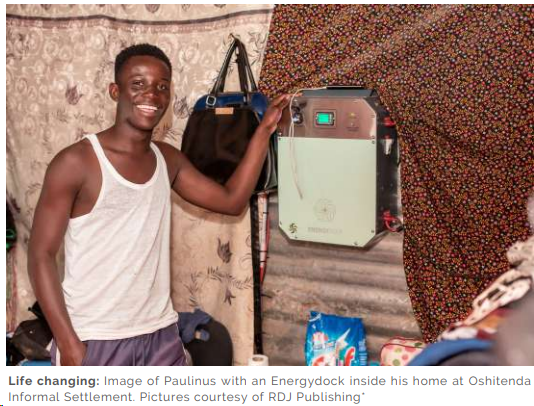 Life changing: Image of Paulinus with an Energydock inside his home at Oshitenda
Informal Settlement. Pictures courtesy of RDJ Publishing*